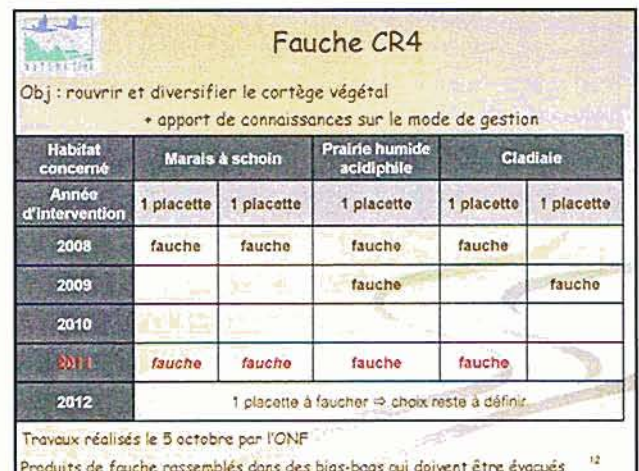 NATURA 2000
Fauche CR4
Obj : rouvrir et diversifier le cortège végétal
+ apport de connaissances sur le mode de gestion
Habitat concerné Marais à schoin Prairie humide acidiphile Cladiaie
Année d'intervention 1 placette 1 placette 1 placette 1 placette 1 placette
2008 fauche fauche fauche fauche
2009 fauche fauche
2010
2011 fauche fauche fauche fauche
2012 1 placette à faucher ⇒ choix reste à définir
Travaux réalisés le 5 octobre par l'ONF
Produits de fauche rassemblés dans des bigs-bags qui doivent être évacués 12